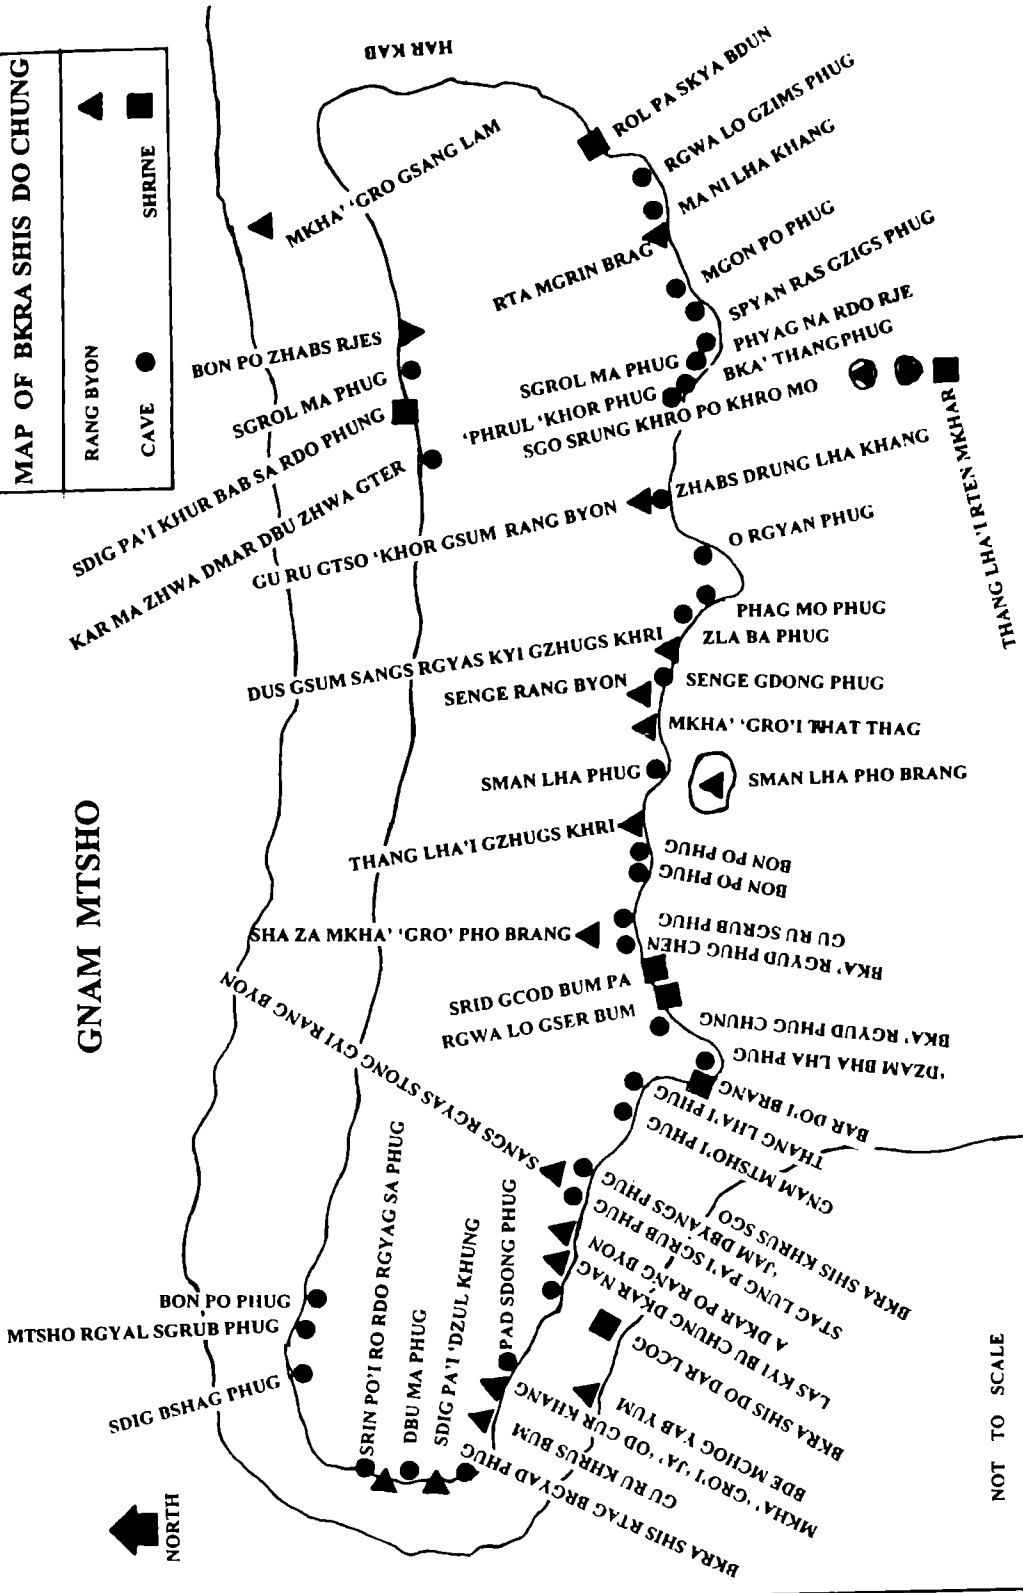 MAP OF BKRA SHIS DO CHUNG
RANG BYON
CAVE
SHRINE
HAR KAB
ROL PA SKYA BDUN
RGWA LO GZIMS PHUG
MA NI LHA KHANG
RTA MGRIN BRAG
MGON PO PHUG
SPYAN RAS GZIGS PHUG
PHYAG NA RDO RJE
BKA' THANG PHUG
SGROL MA PHUG
'PHRUL 'KHOR PHUG
SGO SRUNG KHRO PO KHRO MO
THANG LHA'I RTEN MKHAR
ZHABS DRUNG LHA KHANG
O RGYAN PHUG
PHAG MO PHUG
ZLA BA PHUG
SENGE GDONG PHUG
MKHA' 'GRO'I THAT THAG
SMAN LHA PHO BRANG
MKHA' 'GRO GSANG LAM
BON PO ZHABS RJES
SGROL MA PHUG
SDIG PA'I KHUR BAB SA RDO PHUNG
KAR MA ZHWA DMAR DBU ZHWA GTER
GU RU GTSO 'KHOR GSUM RANG BYON
DUS GSUM SANGS RGYAS KYI GZHUGS KHRI
SENGE RANG BYON
SMAN LHA PHUG
THANG LHA'I GZHUGS KHRI
BON PO PHUG
BON PO PHUG
GU RU SGRUB PHUG
BKA' RGYUD PHUG CHEN
SHA ZA MKHA' 'GRO' PHO BRANG
GNAM MTSHO
SRID GCOD BUM PA
RGWA LO GSER BUM
BKA' RGYUD PHUG CHUNG
'DZAM BHA LHA PHUG
BAR DO'I BRANG
THANG LHA'I PHUG
GNAM MTSHO'I PHUG
SANGS RGYAS STONG GYI RANG BYON
BKRA SHIS KHRUS SGO
'JAM DBYANGS PHUG
STAG LUNG PA'I SGRUB PHUG
A DKAR PO RANG BYON
LAS KYI BU CHUNG DKAR NAG
BKRA SHIS DO DAR LCOG
BDE MCHOG YAB YUM
MKHA' 'GRO'I 'JA' 'OD GUR KHANG
GU RU KHRUS BUM
BKRA SHIS RTAG BRGYAD PHUG
PAD SDONG PHUG
SDIG PA'I 'DZUL KHUNG
DBU MA PHUG
SRIN PO'I RO RDO RGYAG SA PHUG
BON PO PHUG
MTSHO RGYAL SGRUB PHUG
SDIG BSHAG PHUG
NORTH
NOT TO SCALE